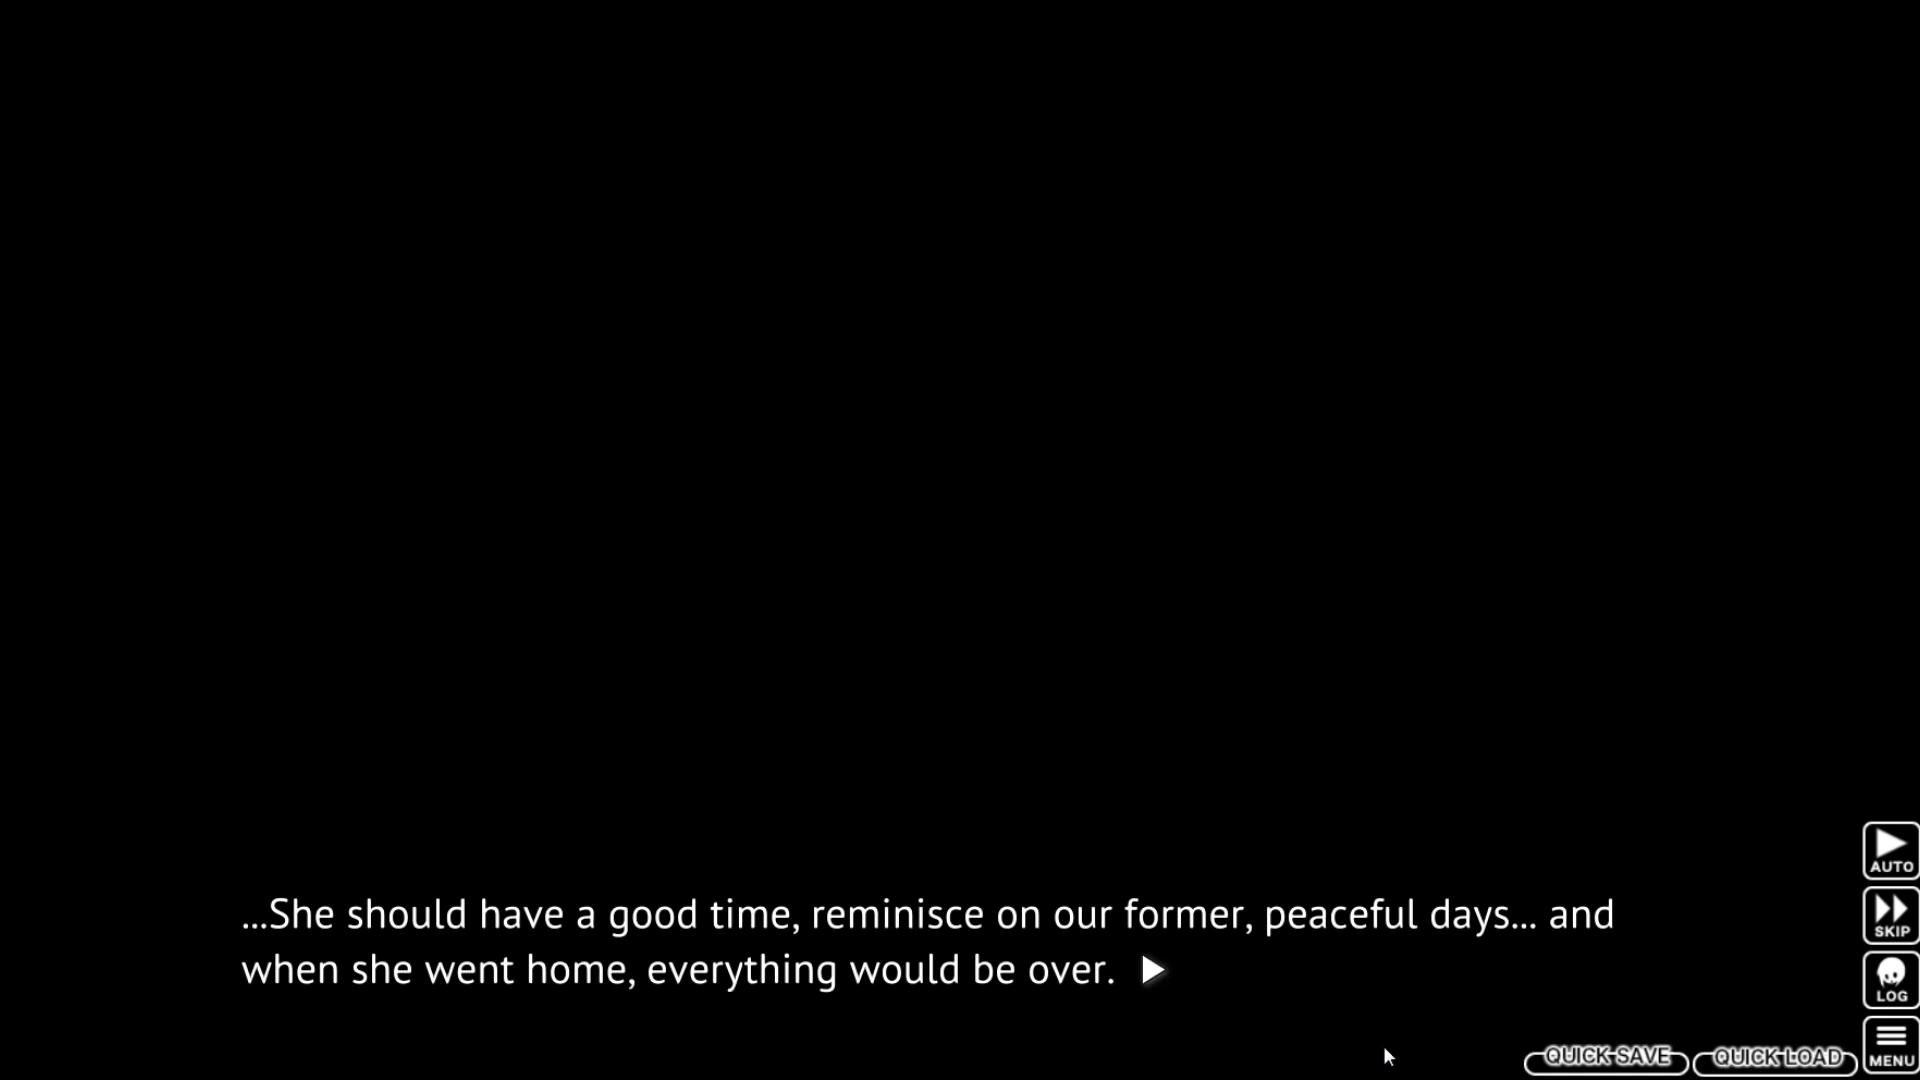 ...She should have a good time, reminisce on our former, peaceful days... and
when she went home, everything would be over.
AUTO
SKIP
LOG
MENU
QUICK SAVE
QUICK LOAD